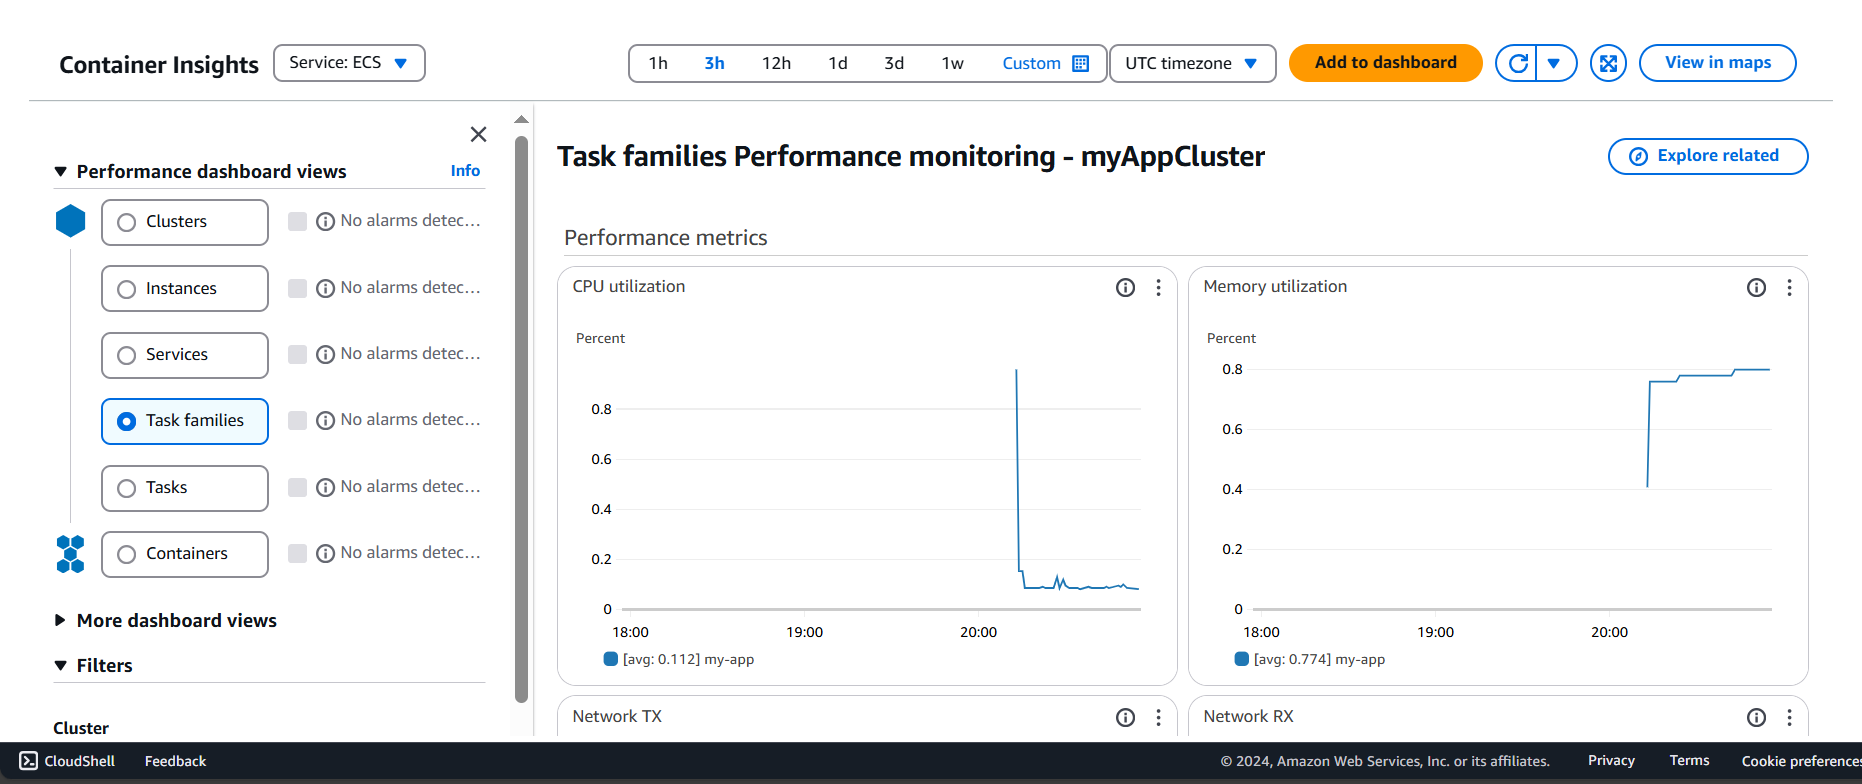 Container Insights
Service: ECS
1h 3h 12h 1d 3d 1w Custom
UTC timezone
Add to dashboard
View in maps
Performance dashboard views
Info
Clusters
No alarms detec...
Instances
No alarms detec...
Services
No alarms detec...
Task families
No alarms detec...
Tasks
No alarms detec...
Containers
No alarms detec...
More dashboard views
Filters
Cluster
Task families Performance monitoring - myAppCluster
Explore related
Performance metrics
CPU utilization
Percent
0.8
0.6
0.4
0.2
0
18:00 19:00 20:00
[avg: 0.112] my-app
Memory utilization
Percent
0.8
0.6
0.4
0.2
0
18:00 19:00 20:00
[avg: 0.774] my-app
Network TX
Network RX
CloudShell Feedback
© 2024, Amazon Web Services, Inc. or its affiliates. Privacy Terms Cookie preferences